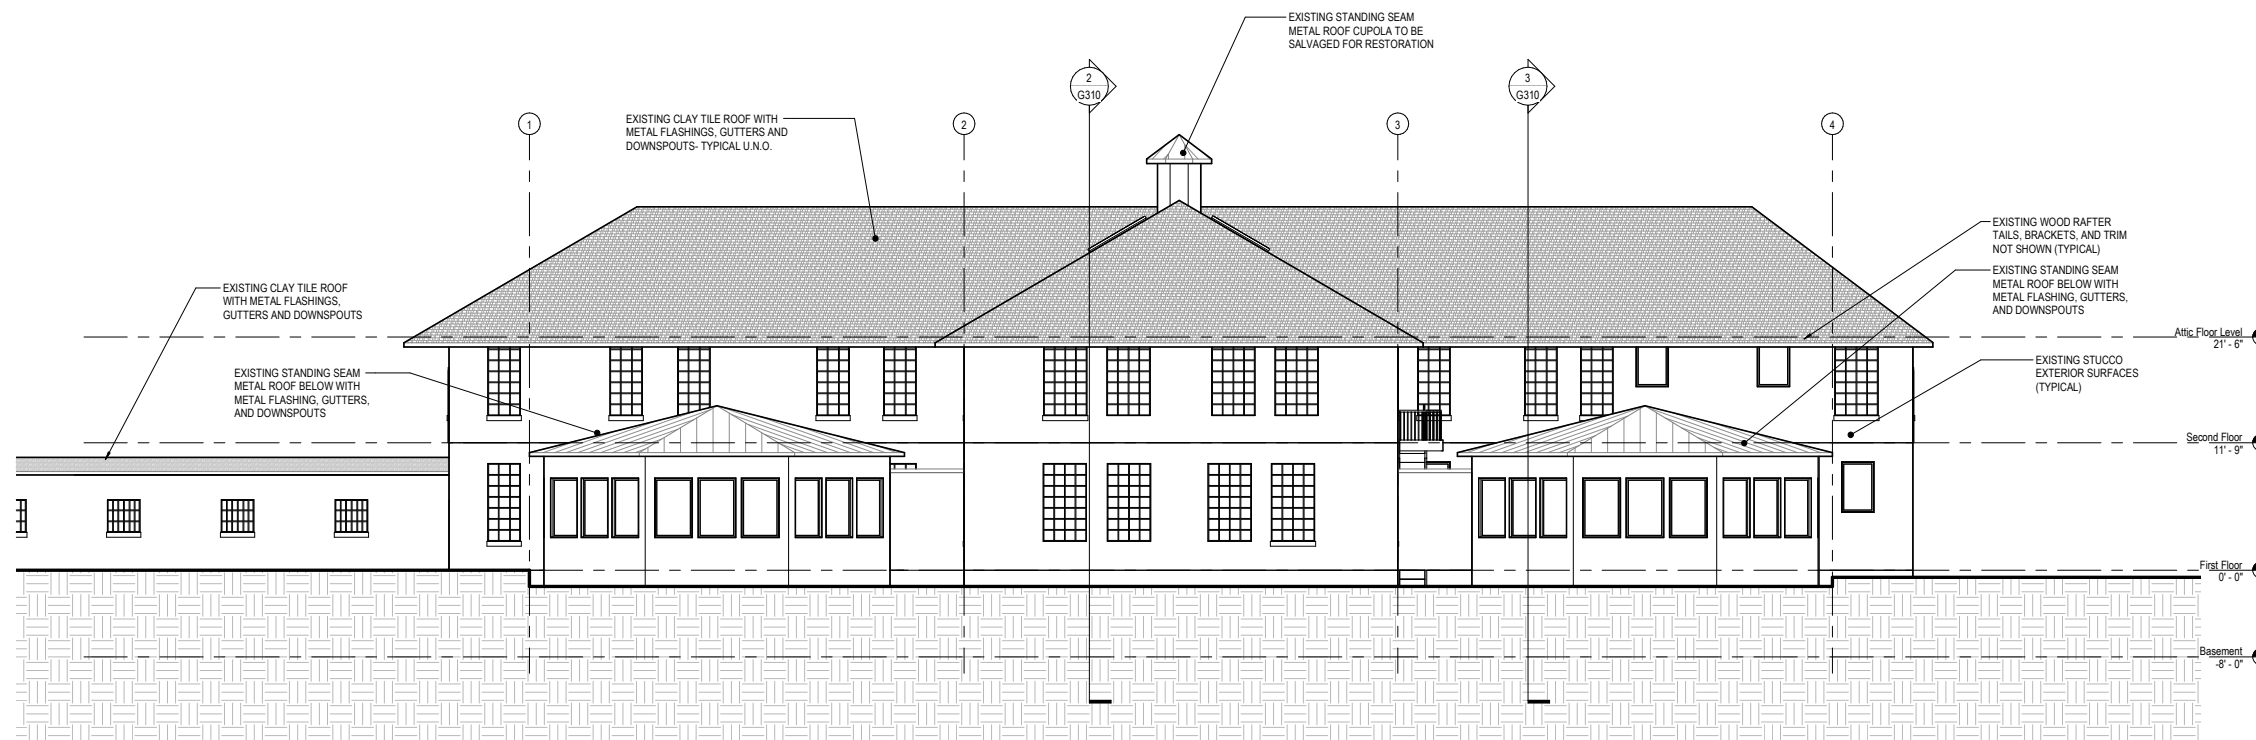 EXISTING STANDING SEAM
METAL ROOF CUPOLA TO BE
SALVAGED FOR RESTORATION
2
G310
3
G310
EXISTING CLAY TILE ROOF WITH
METAL FLASHINGS, GUTTERS AND
DOWNSPOUTS- TYPICAL U.N.O.
1
2
3
4
EXISTING WOOD RAFTER
TAILS, BRACKETS, AND TRIM
NOT SHOWN (TYPICAL)
EXISTING STANDING SEAM
METAL ROOF BELOW WITH
METAL FLASHING, GUTTERS,
AND DOWNSPOUTS
EXISTING CLAY TILE ROOF
WITH METAL FLASHINGS,
GUTTERS AND DOWNSPOUTS
Attic Floor Level
21' - 6"
EXISTING STUCCO
EXTERIOR SURFACES
(TYPICAL)
EXISTING STANDING SEAM
METAL ROOF BELOW WITH
METAL FLASHING, GUTTERS,
AND DOWNSPOUTS
Second Floor
11' - 9"
First Floor
0' - 0"
Basement
-8' - 0"